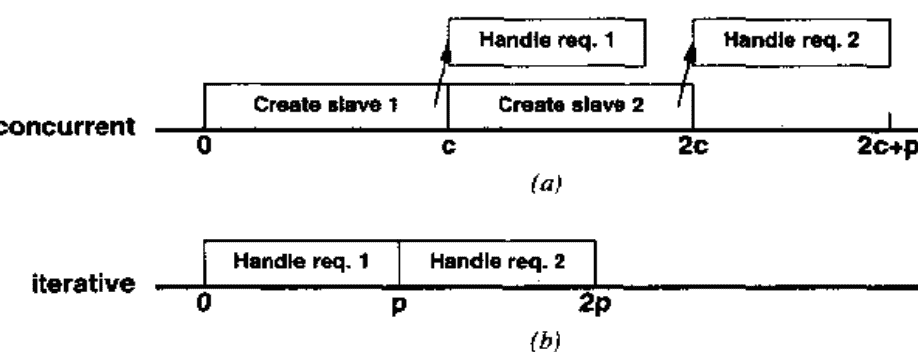 Handle req. 1 Handle req. 2
Create slave 1 Create slave 2
concurrent
0 c 2c 2c+p
(a)
Handle req. 1 Handle req. 2
iterative
0 p 2p
(b)